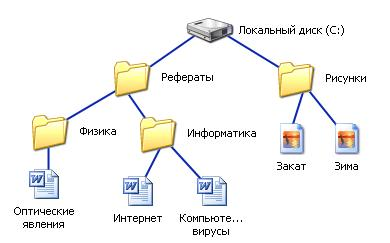 Локальный диск (C:)
Рефераты
Рисунки
Физика
Информатика
Закат
Зима
Оптические
явления
Интернет
Компьюте...
вирусы